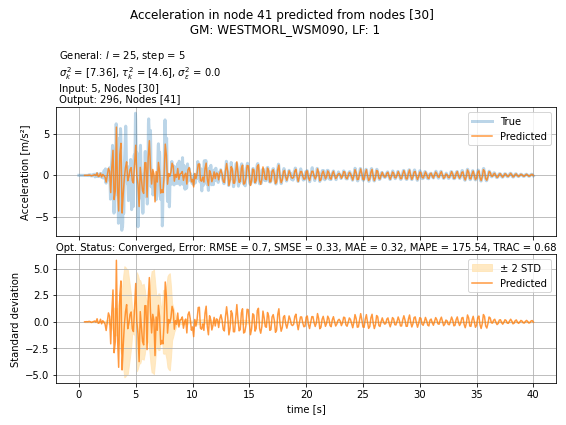 Acceleration in node 41 predicted from nodes [30]
GM: WESTMORL_WSM090, LF: 1
General: l = 25, step = 5
σ²ₖ = [7.36], τ²ₖ = [4.6], σ²ε = 0.0
Input: 5, Nodes [30]
Output: 296, Nodes [41]
Acceleration [m/s²]
5
0
−5
True
Predicted
Opt. Status: Converged, Error: RMSE = 0.7, SMSE = 0.33, MAE = 0.32, MAPE = 175.54, TRAC = 0.68
Standard deviation
5.0
2.5
0.0
−2.5
−5.0
± 2 STD
Predicted
0 5 10 15 20 25 30 35 40
time [s]